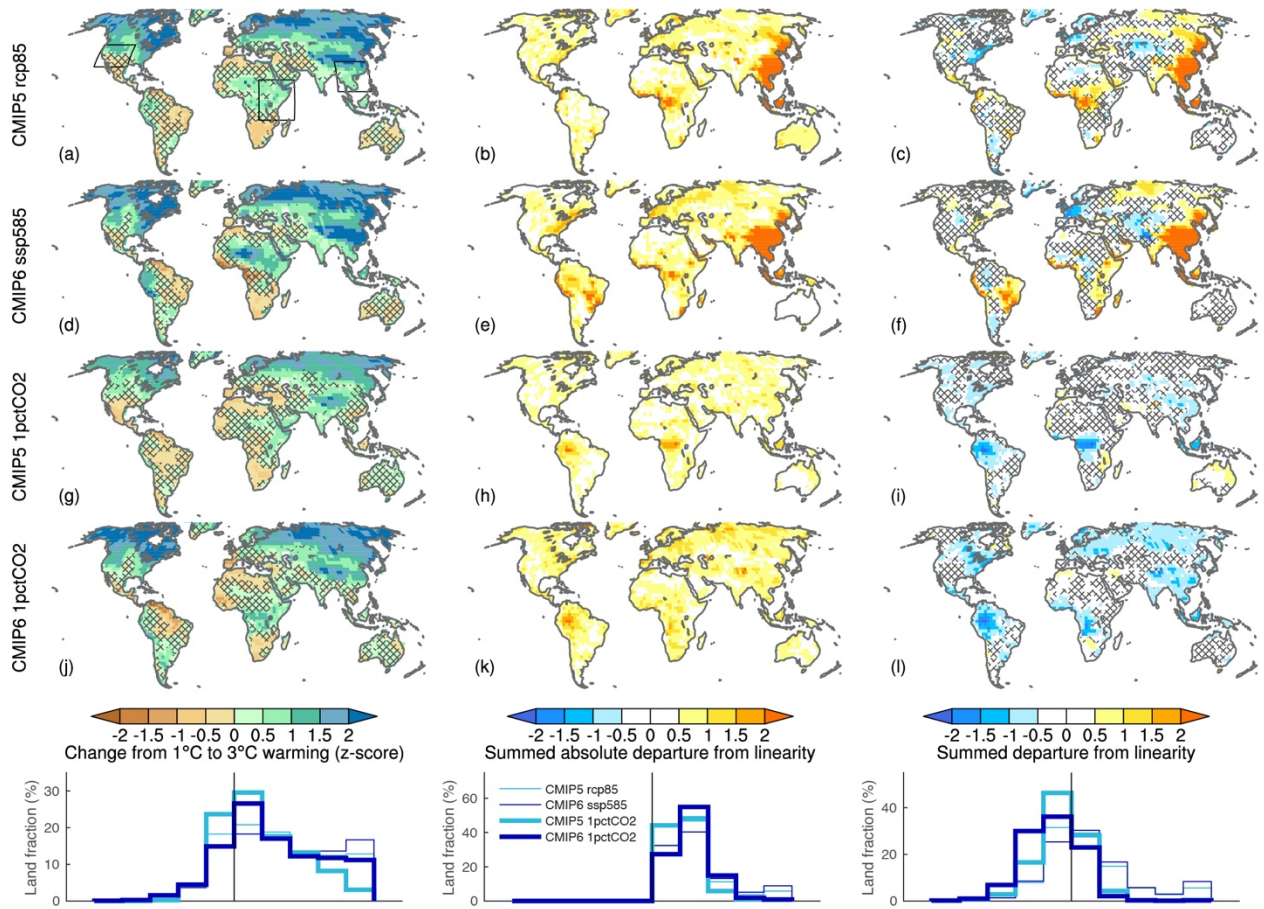 CMIP5 rcp85
(a)
(b)
(c)
CMIP6 ssp585
(d)
(e)
(f)
CMIP5 1pctCO2
(g)
(h)
(i)
CMIP6 1pctCO2
(j)
(k)
(l)
-2 -1.5 -1 -0.5 0 0.5 1 1.5 2
Change from 1°C to 3°C warming (z-score)
-2 -1.5 -1 -0.5 0 0.5 1 1.5 2
Summed absolute departure from linearity
-2 -1.5 -1 -0.5 0 0.5 1 1.5 2
Summed departure from linearity
Land fraction (%)
30
20
10
0
Land fraction (%)
60
40
20
0
CMIP5 rcp85
CMIP6 ssp585
CMIP5 1pctCO2
CMIP6 1pctCO2
Land fraction (%)
40
20
0